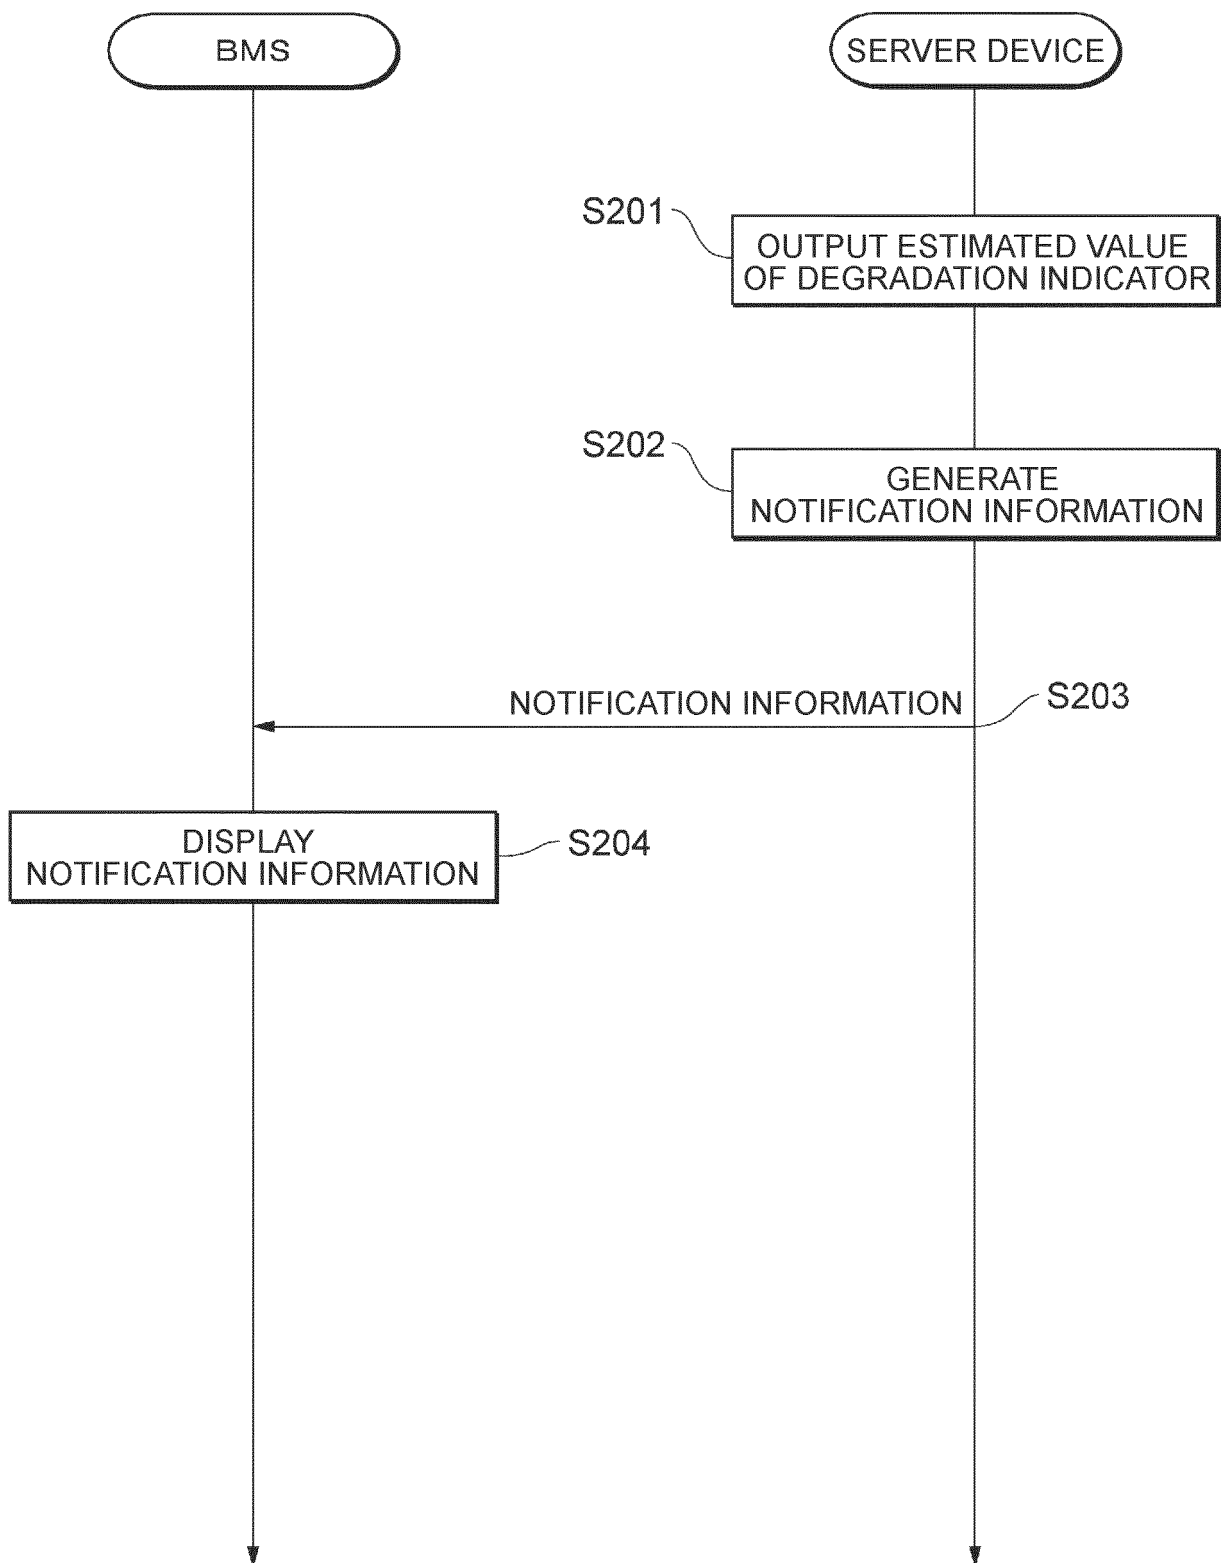 BMS
SERVER DEVICE
S201
OUTPUT ESTIMATED VALUE
OF DEGRADATION INDICATOR
S202
GENERATE
NOTIFICATION INFORMATION
NOTIFICATION INFORMATION
S203
DISPLAY
NOTIFICATION INFORMATION
S204